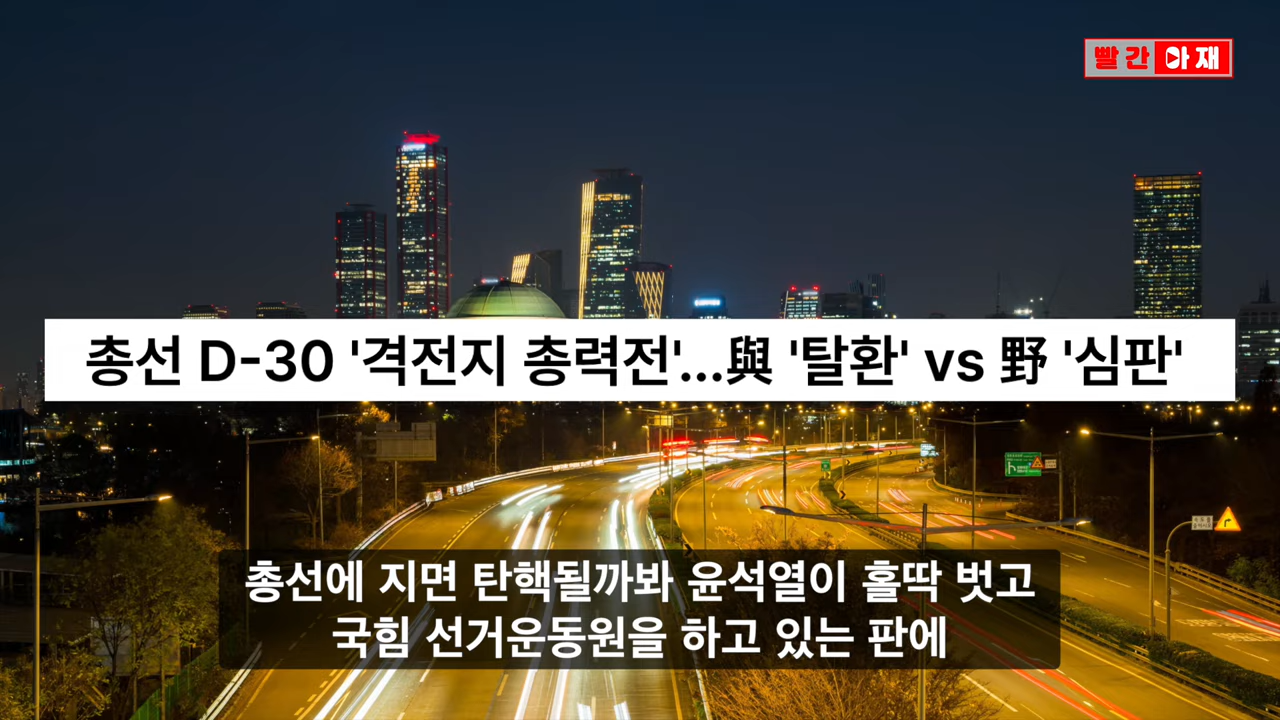 빨간아재
총선 D-30 '격전지 총력전'...與 '탈환' vs 野 '심판'
총선에 지면 탄핵될까봐 윤석열이 홀딱 벗고
국힘 선거운동원을 하고 있는 판에